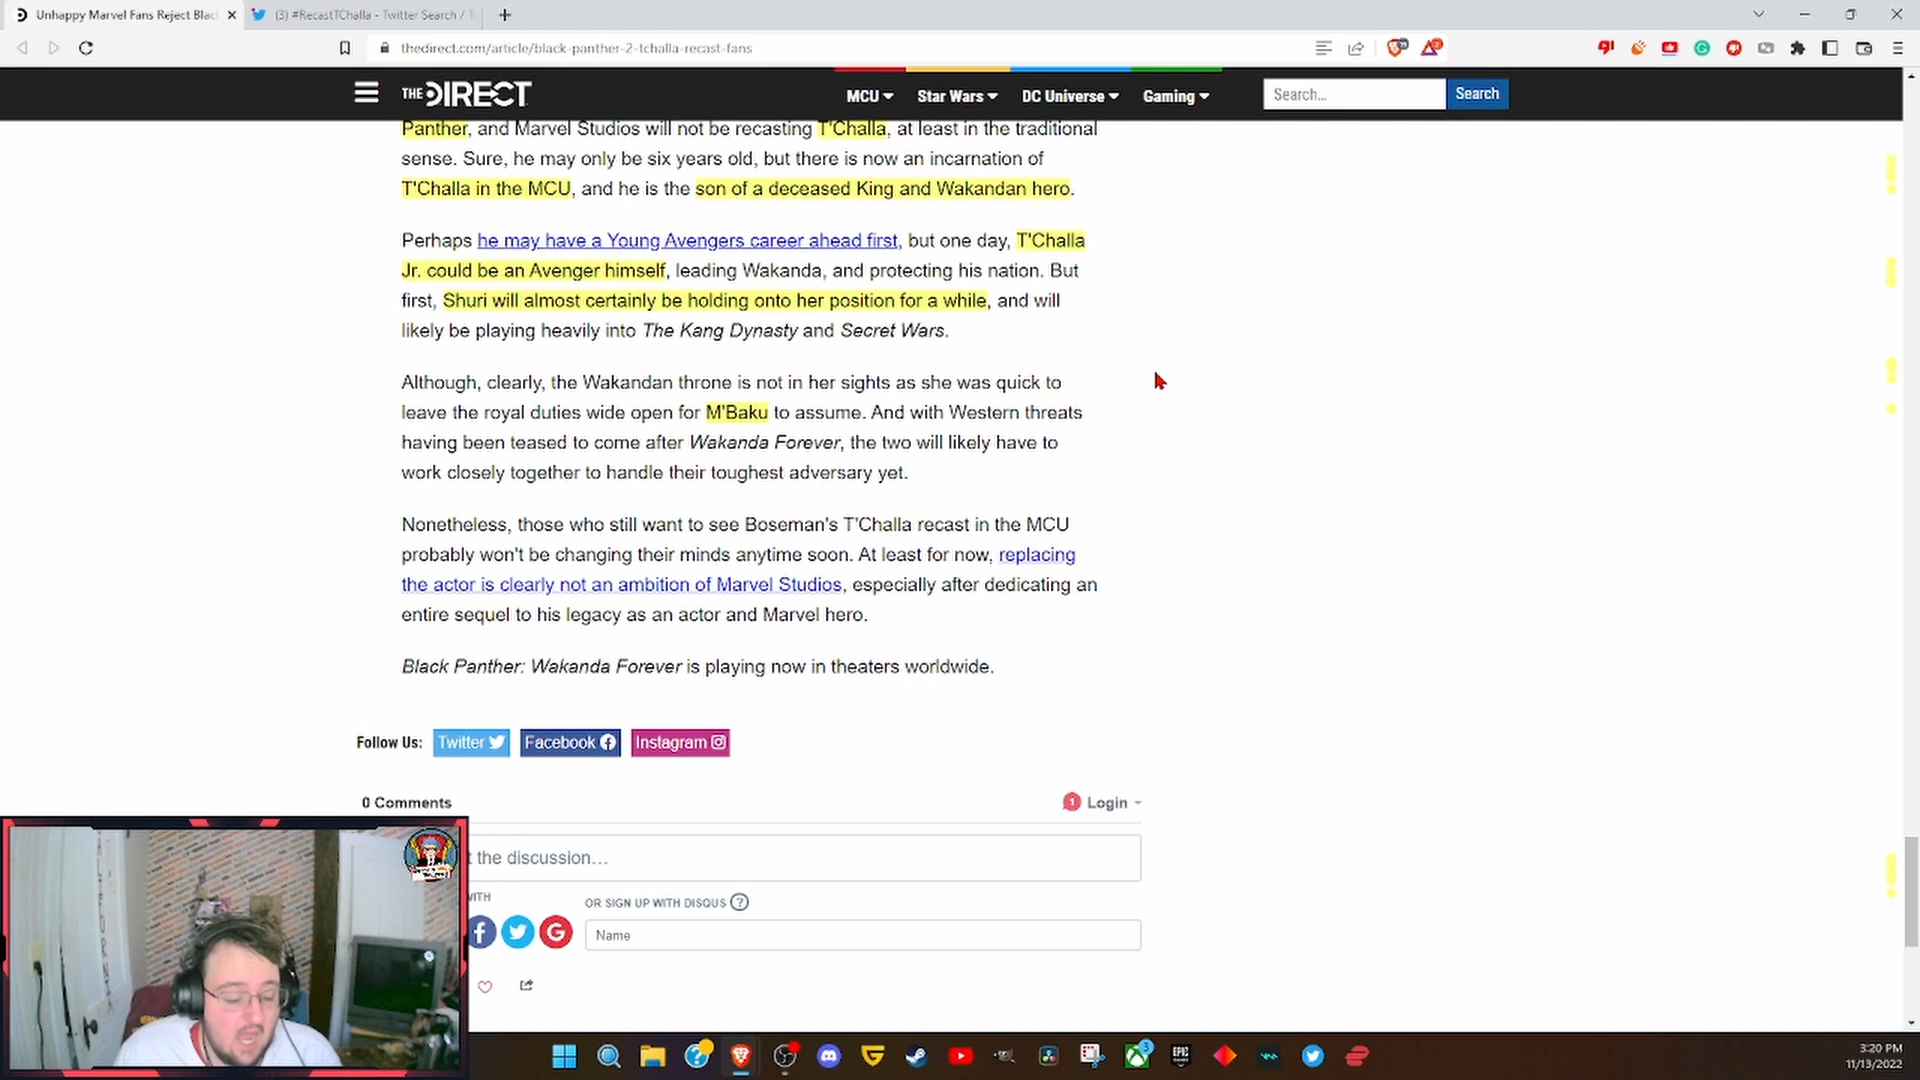 Unhappy Marvel Fans Reject Blac
(3) #RecastTChalla - Twitter Search / T
thedirect.com/article/black-panther-2-tchalla-recast-fans
THE DIRECT
MCU
Star Wars
DC Universe
Gaming
Search...
Search
Panther, and Marvel Studios will not be recasting T'Challa, at least in the traditional
sense. Sure, he may only be six years old, but there is now an incarnation of
T'Challa in the MCU, and he is the son of a deceased King and Wakandan hero.
Perhaps he may have a Young Avengers career ahead first, but one day, T'Challa
Jr. could be an Avenger himself, leading Wakanda, and protecting his nation. But
first, Shuri will almost certainly be holding onto her position for a while, and will
likely be playing heavily into The Kang Dynasty and Secret Wars.
Although, clearly, the Wakandan throne is not in her sights as she was quick to
leave the royal duties wide open for M'Baku to assume. And with Western threats
having been teased to come after Wakanda Forever, the two will likely have to
work closely together to handle their toughest adversary yet.
Nonetheless, those who still want to see Boseman's T'Challa recast in the MCU
probably won't be changing their minds anytime soon. At least for now, replacing
the actor is clearly not an ambition of Marvel Studios, especially after dedicating an
entire sequel to his legacy as an actor and Marvel hero.
Black Panther: Wakanda Forever is playing now in theaters worldwide.
Follow Us: Twitter Facebook Instagram
0 Comments
1 Login
t the discussion…
WITH
OR SIGN UP WITH DISQUS ?
Name
EPIC
3
3:20 PM
11/13/2022